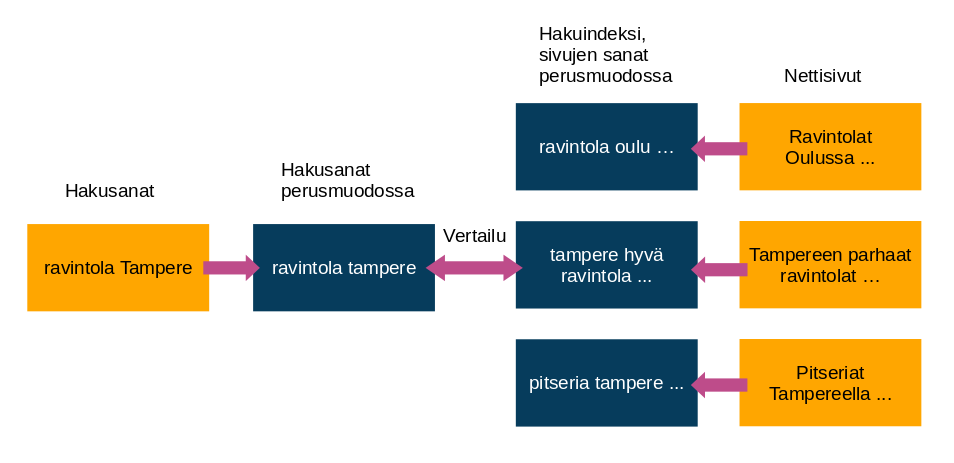 Hakusanat
ravintola Tampere
Hakusanat
perusmuodossa
ravintola tampere
Vertailu
Hakuindeksi,
sivujen sanat
perusmuodossa
ravintola oulu …
tampere hyvä
ravintola ...
pitseria tampere ...
Nettisivut
Ravintolat
Oulussa ...
Tampereen parhaat
ravintolat …
Pitseriat
Tampereella ...